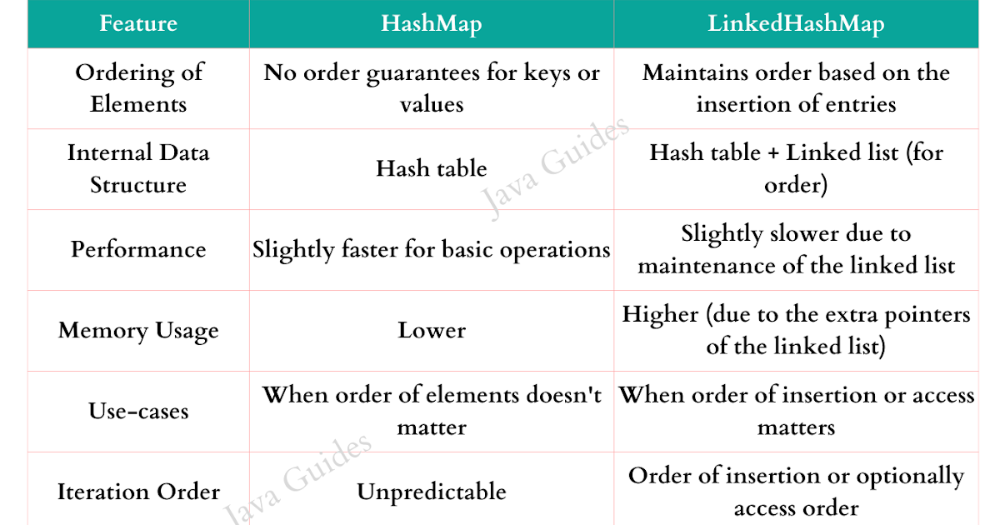 Feature HashMap LinkedHashMap
Ordering of Elements No order guarantees for keys or values Maintains order based on the insertion of entries
Internal Data Structure Hash table Hash table + Linked list (for order)
Performance Slightly faster for basic operations Slightly slower due to maintenance of the linked list
Memory Usage Lower Higher (due to the extra pointers of the linked list)
Use-cases When order of elements doesn't matter When order of insertion or access matters
Iteration Order Unpredictable Order of insertion or optionally access order
Java Guides
Java Guides